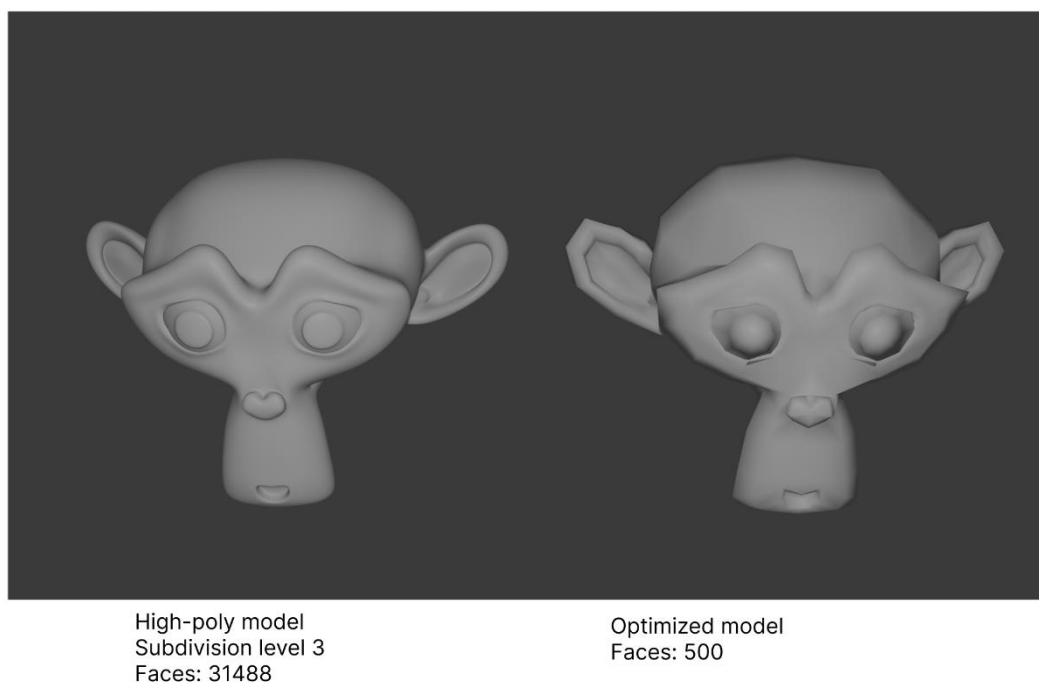 High-poly model
Subdivision level 3
Faces: 31488
Optimized model
Faces: 500